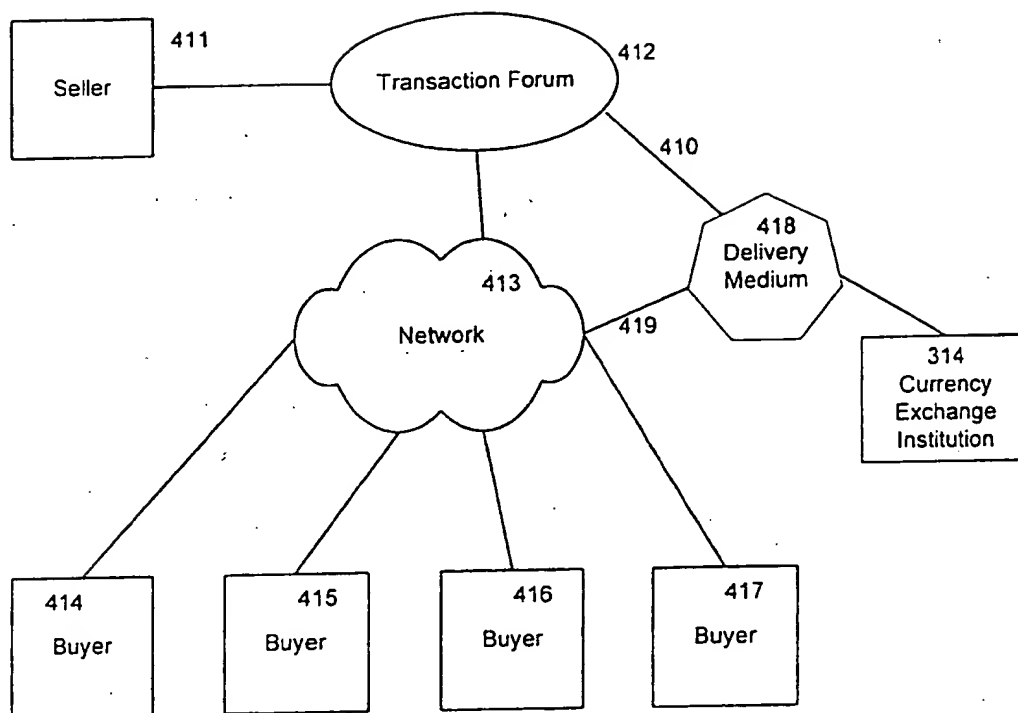 411
Seller
Transaction Forum
412
410
418
Delivery
Medium
413
Network
419
314
Currency
Exchange
Institution
414
Buyer
415
Buyer
416
Buyer
417
Buyer